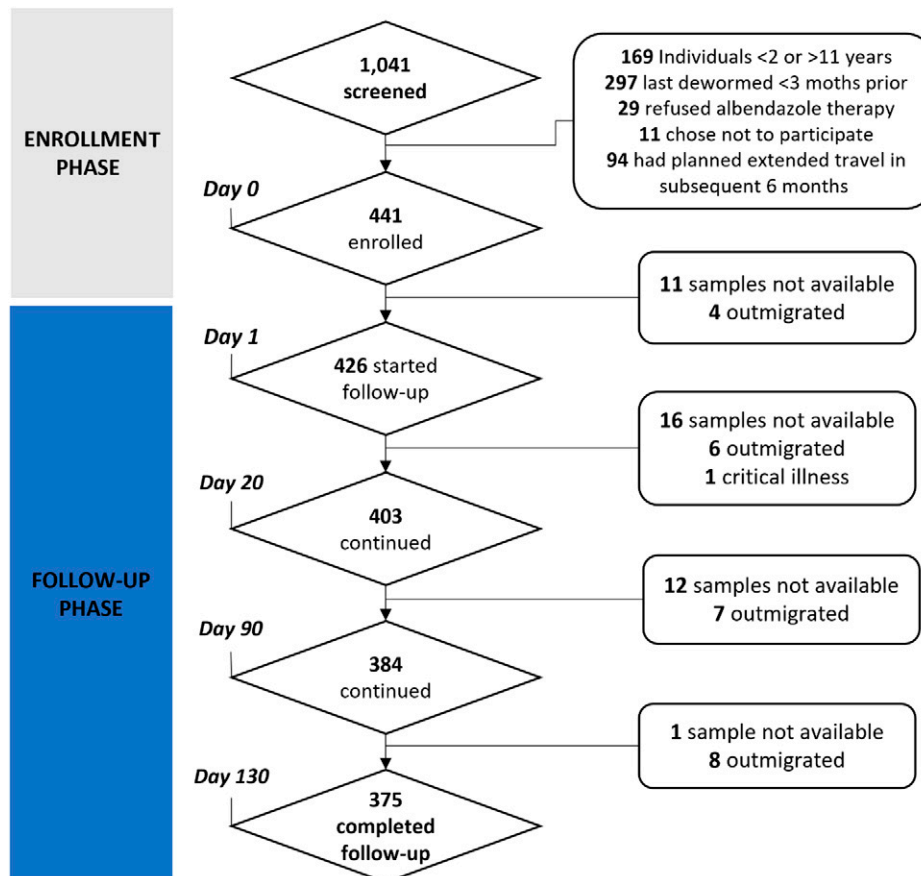 1,041
screened
169 Individuals <2 or >11 years
297 last dewormed <3 moths prior
29 refused albendazole therapy
11 chose not to participate
94 had planned extended travel in
subsequent 6 months
ENROLLMENT
PHASE
Day 0
441
enrolled
11 samples not available
4 outmigrated
Day 1
426 started
follow-up
16 samples not available
6 outmigrated
1 critical illness
Day 20
403
continued
FOLLOW-UP
PHASE
12 samples not available
7 outmigrated
Day 90
384
continued
1 sample not available
8 outmigrated
Day 130
375
completed
follow-up